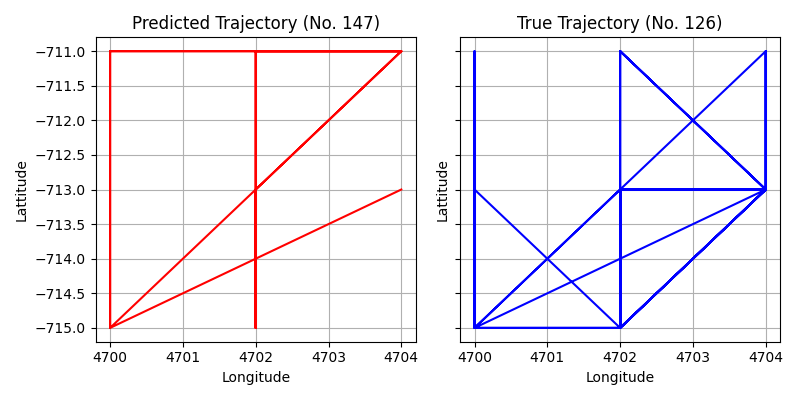 Predicted Trajectory (No. 147)
True Trajectory (No. 126)
Lattitude
−711.0
−711.5
−712.0
−712.5
−713.0
−713.5
−714.0
−714.5
−715.0
4700 4701 4702 4703 4704
Longitude
Lattitude
4700 4701 4702 4703 4704
Longitude